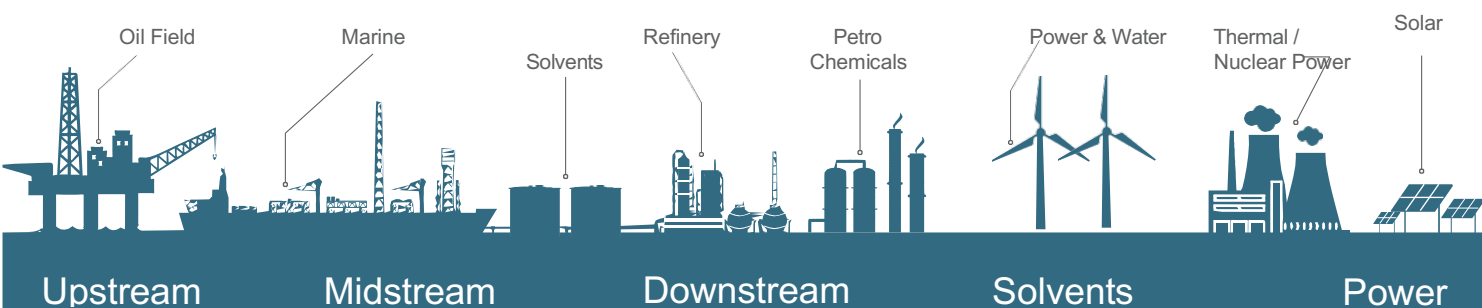 Oil Field
Marine
Solvents
Refinery
Petro
Chemicals
Power & Water
Thermal /
Nuclear Power
Solar
Upstream
Midstream
Downstream
Solvents
Power